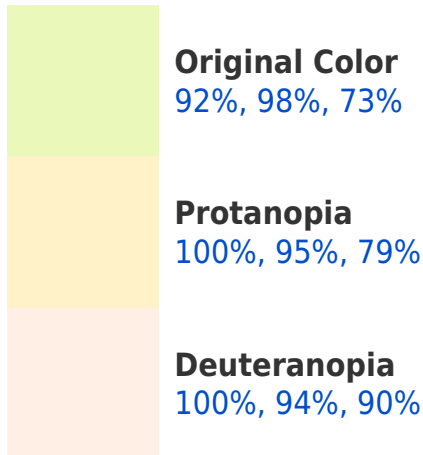 Original Color
92%, 98%, 73%
Protanopia
100%, 95%, 79%
Deuteranopia
100%, 94%, 90%